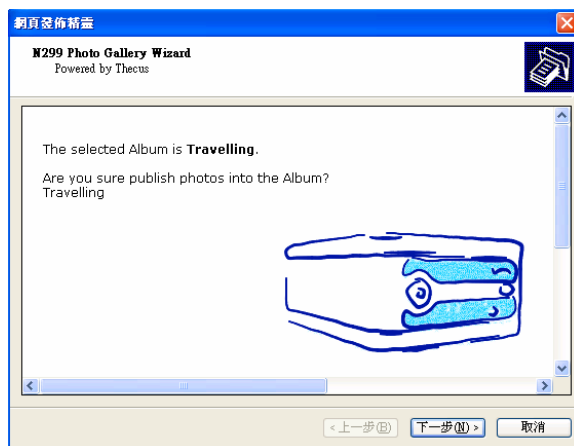 網頁發佈精靈
N299 Photo Gallery Wizard
Powered by Thecus
The selected Album is Travelling.
Are you sure publish photos into the Album?
Travelling
<上一步(B)
下一步(N) >
取消